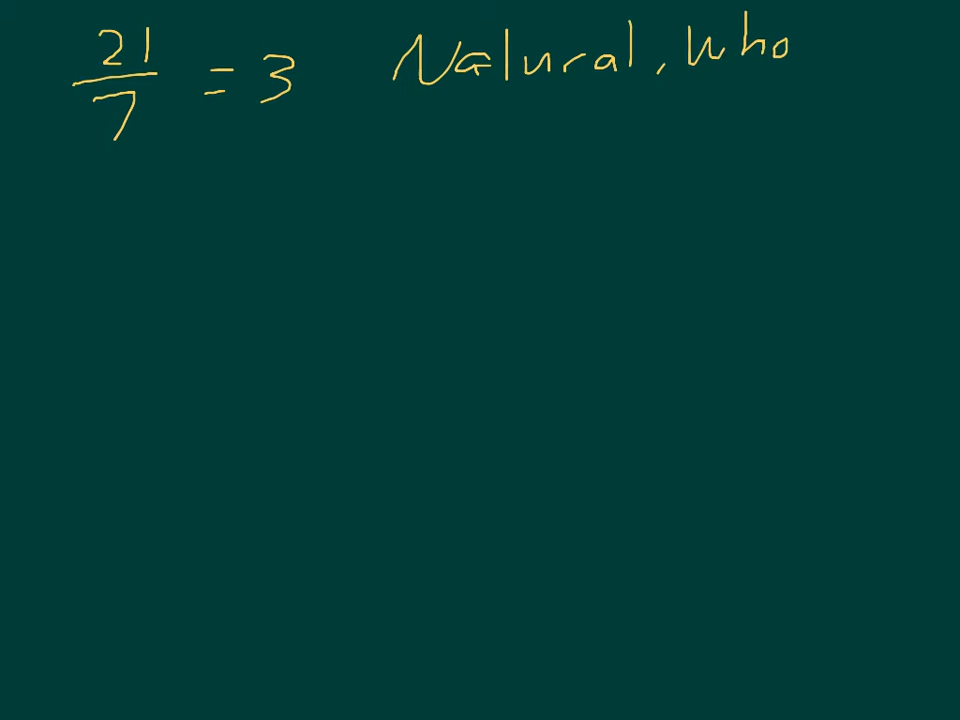 21/7 = 3 Natural, who